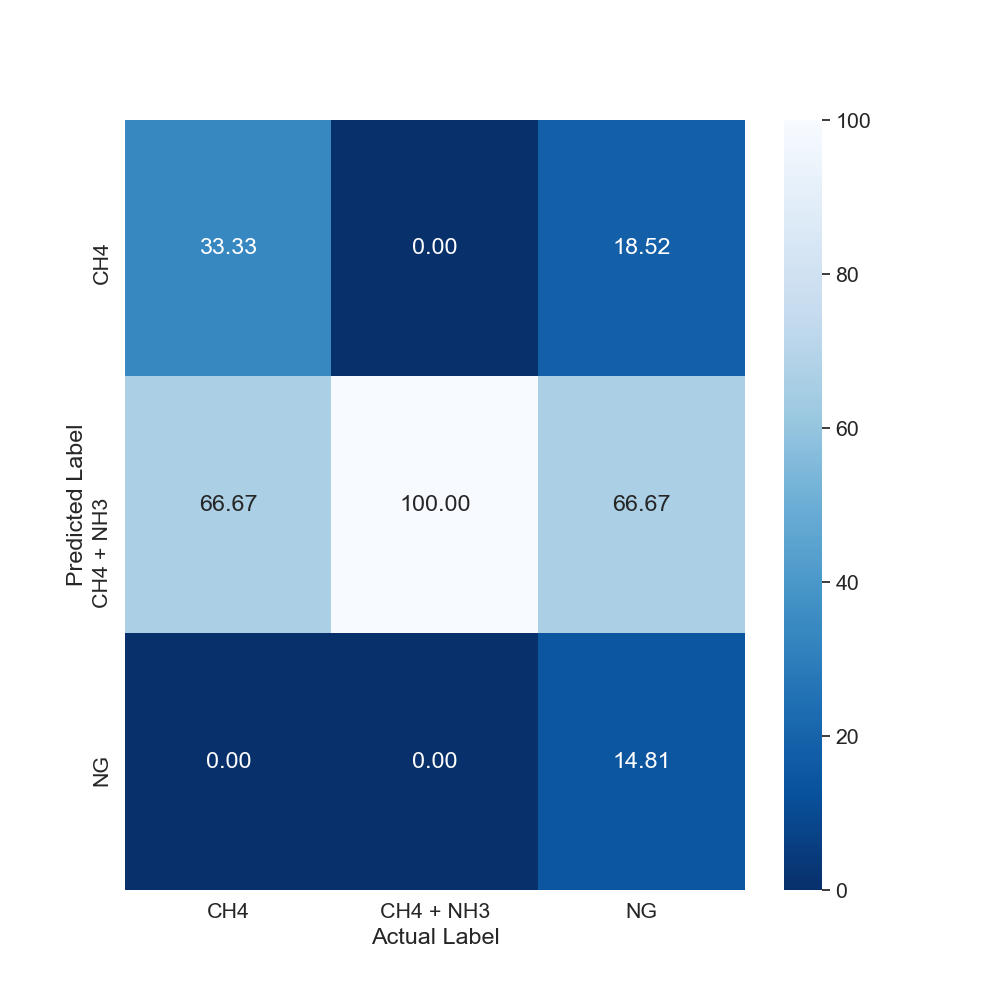 Predicted Label
CH4
33.33
0.00
18.52
CH4 + NH3
66.67
100.00
66.67
NG
0.00
0.00
14.81
CH4
CH4 + NH3
NG
Actual Label
100
80
60
40
20
0